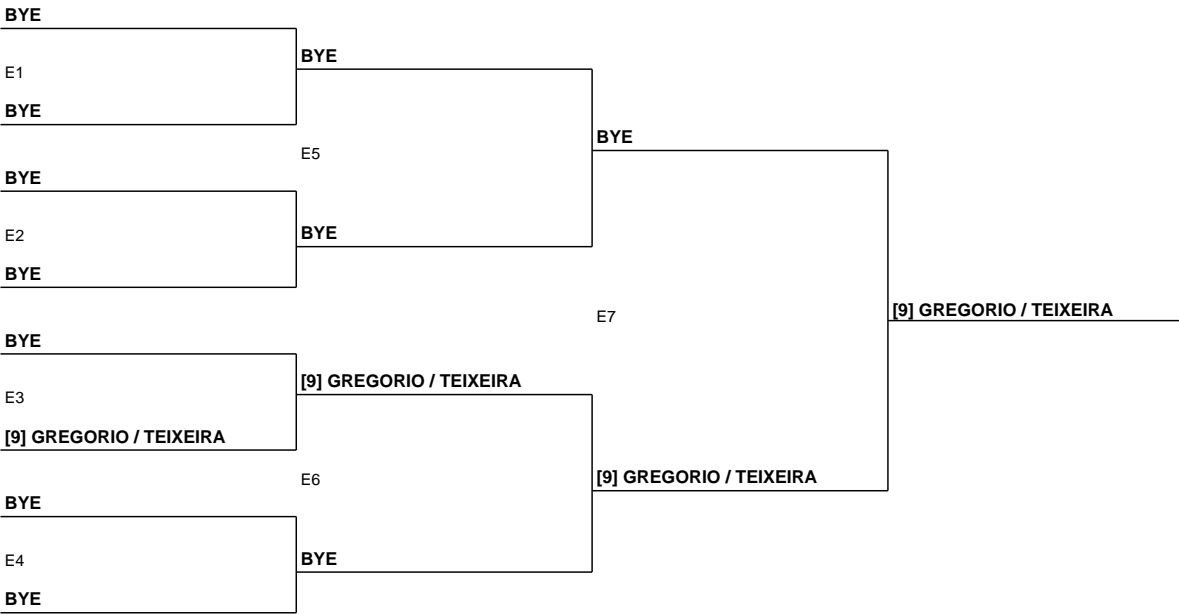 BYE
E1
BYE
BYE
E5
BYE
E2
BYE
BYE
BYE
E7
[9] GREGORIO / TEIXEIRA
BYE
E3
[9] GREGORIO / TEIXEIRA
[9] GREGORIO / TEIXEIRA
E6
[9] GREGORIO / TEIXEIRA
BYE
E4
BYE
BYE